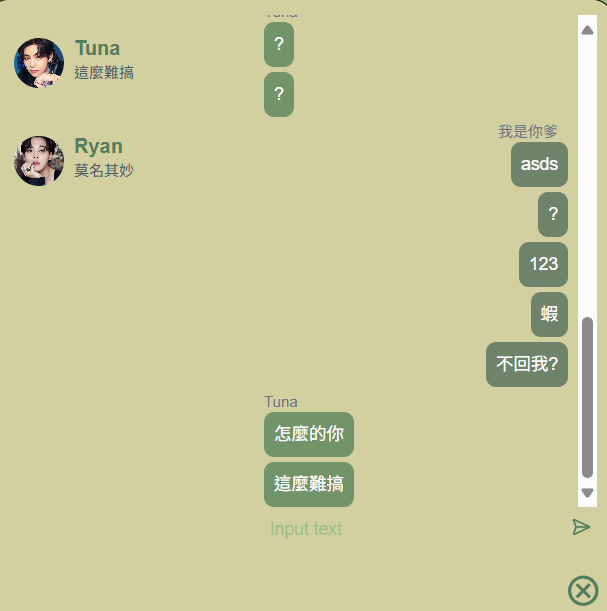 Tuna
這麼難搞
Ryan
莫名其妙
Tuna
?
?
我是你爹
asds
?
123
蝦
不回我?
Tuna
怎麼的你
這麼難搞
Input text